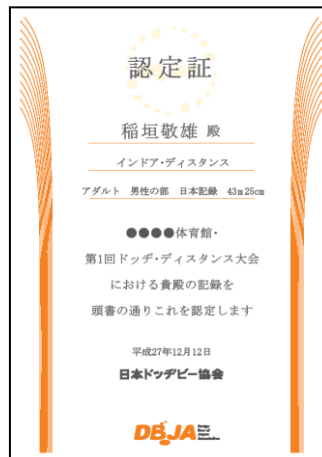 認定証
稲垣敬雄 殿
インドア・ディスタンス
アダルト 男性の部 日本記録 43m25cm
●●●●体育館・
第1回ドッヂ・ディスタンス大会
における貴殿の記録を
頭書の通りこれを認定します
平成27年12月12日
日本ドッヂビー協会
DBJA